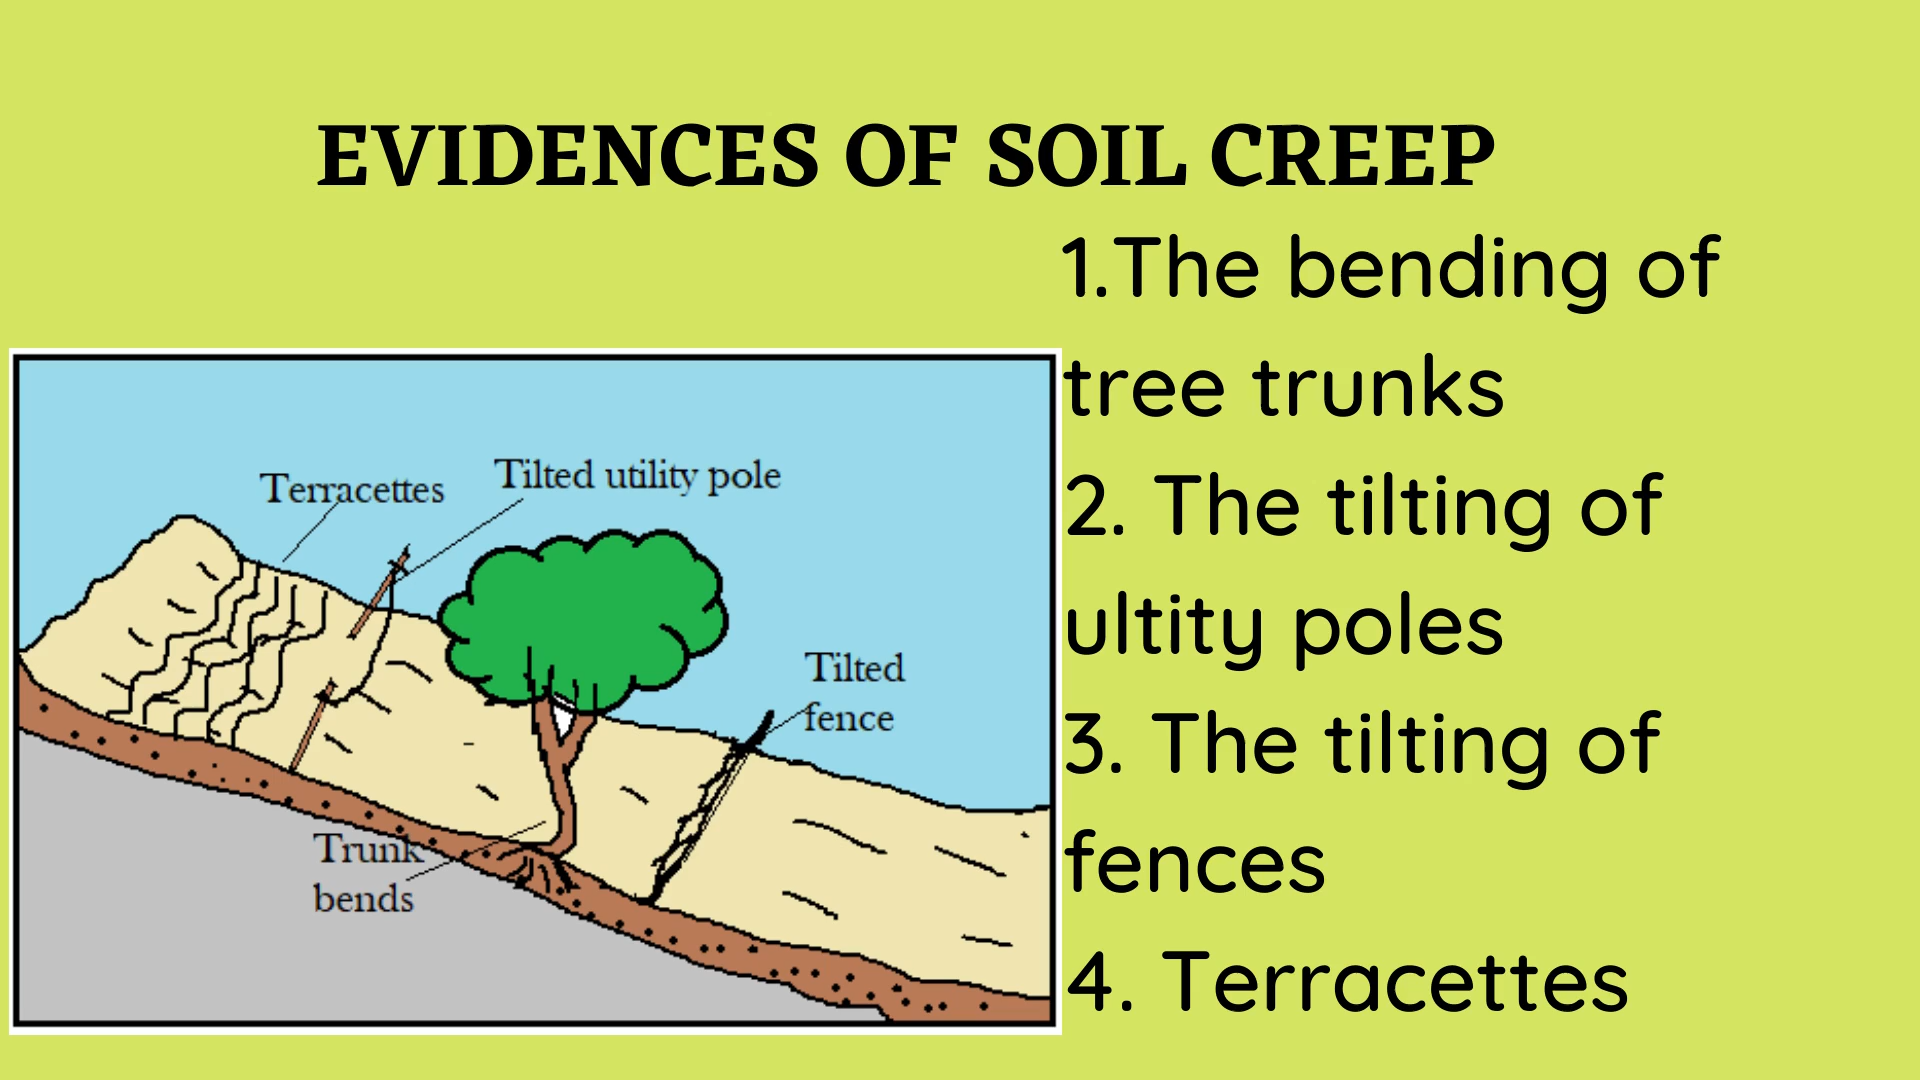 EVIDENCES OF SOIL CREEP
1.The bending of
tree trunks
2. The tilting of
ultity poles
3. The tilting of
fences
4. Terracettes
Terracettes
Tilted utility pole
Tilted
fence
Trunk
bends